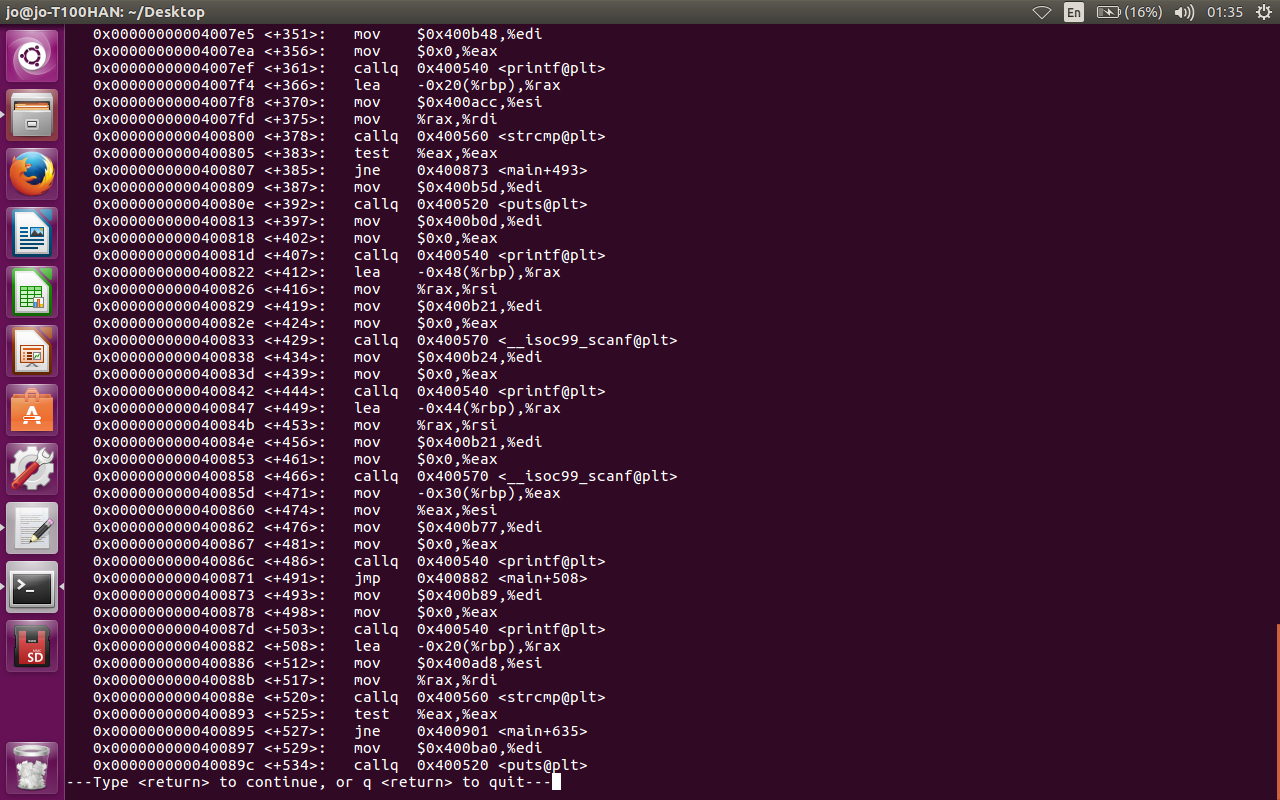 jo@jo-T100HAN: ~/Desktop En (16%) 01:35
0x00000000004007e5 <+351>: mov $0x400b48,%edi
0x00000000004007ea <+356>: mov $0x0,%eax
0x00000000004007ef <+361>: callq 0x400540 <printf@plt>
0x00000000004007f4 <+366>: lea -0x20(%rbp),%rax
0x00000000004007f8 <+370>: mov $0x400acc,%esi
0x00000000004007fd <+375>: mov %rax,%rdi
0x0000000000400800 <+378>: callq 0x400560 <strcmp@plt>
0x0000000000400805 <+383>: test %eax,%eax
0x0000000000400807 <+385>: jne 0x400873 <main+493>
0x0000000000400809 <+387>: mov $0x400b5d,%edi
0x000000000040080e <+392>: callq 0x400520 <puts@plt>
0x0000000000400813 <+397>: mov $0x400b0d,%edi
0x0000000000400818 <+402>: mov $0x0,%eax
0x000000000040081d <+407>: callq 0x400540 <printf@plt>
0x0000000000400822 <+412>: lea -0x48(%rbp),%rax
0x0000000000400826 <+416>: mov %rax,%rsi
0x0000000000400829 <+419>: mov $0x400b21,%edi
0x000000000040082e <+424>: mov $0x0,%eax
0x0000000000400833 <+429>: callq 0x400570 <__isoc99_scanf@plt>
0x0000000000400838 <+434>: mov $0x400b24,%edi
0x000000000040083d <+439>: mov $0x0,%eax
0x0000000000400842 <+444>: callq 0x400540 <printf@plt>
0x0000000000400847 <+449>: lea -0x44(%rbp),%rax
0x000000000040084b <+453>: mov %rax,%rsi
0x000000000040084e <+456>: mov $0x400b21,%edi
0x0000000000400853 <+461>: mov $0x0,%eax
0x0000000000400858 <+466>: callq 0x400570 <__isoc99_scanf@plt>
0x000000000040085d <+471>: mov -0x30(%rbp),%eax
0x0000000000400860 <+474>: mov %eax,%esi
0x0000000000400862 <+476>: mov $0x400b77,%edi
0x0000000000400867 <+481>: mov $0x0,%eax
0x000000000040086c <+486>: callq 0x400540 <printf@plt>
0x0000000000400871 <+491>: jmp 0x400882 <main+508>
0x0000000000400873 <+493>: mov $0x400b89,%edi
0x0000000000400878 <+498>: mov $0x0,%eax
0x000000000040087d <+503>: callq 0x400540 <printf@plt>
0x0000000000400882 <+508>: lea -0x20(%rbp),%rax
0x0000000000400886 <+512>: mov $0x400ad8,%esi
0x000000000040088b <+517>: mov %rax,%rdi
0x000000000040088e <+520>: callq 0x400560 <strcmp@plt>
0x0000000000400893 <+525>: test %eax,%eax
0x0000000000400895 <+527>: jne 0x400901 <main+635>
0x0000000000400897 <+529>: mov $0x400ba0,%edi
0x000000000040089c <+534>: callq 0x400520 <puts@plt>
---Type <return> to continue, or q <return> to quit---
SD